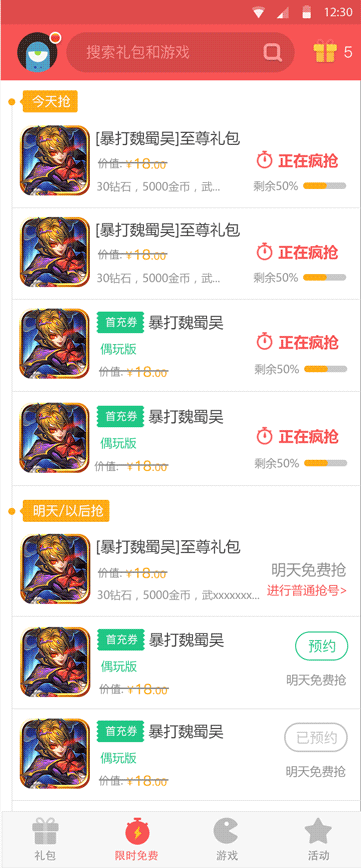 12:30
搜索礼包和游戏
5
今天抢
[暴打魏蜀吴]至尊礼包
价值: ¥18.00
正在疯抢
30钻石，5000金币，武...
剩余50%
[暴打魏蜀吴]至尊礼包
价值: ¥18.00
正在疯抢
30钻石，5000金币，武...
剩余50%
首充券 暴打魏蜀吴
偶玩版
正在疯抢
价值: ¥18.00
剩余50%
首充券 暴打魏蜀吴
偶玩版
正在疯抢
价值: ¥18.00
剩余50%
明天/以后抢
[暴打魏蜀吴]至尊礼包
价值: ¥18.00
明天免费抢
30钻石，5000金币，武xxxxxxx...
进行普通抢号>
首充券 暴打魏蜀吴
预约
偶玩版
价值: ¥18.00
明天免费抢
首充券 暴打魏蜀吴
已预约
偶玩版
价值: ¥18.00
明天免费抢
礼包 限时免费 游戏 活动